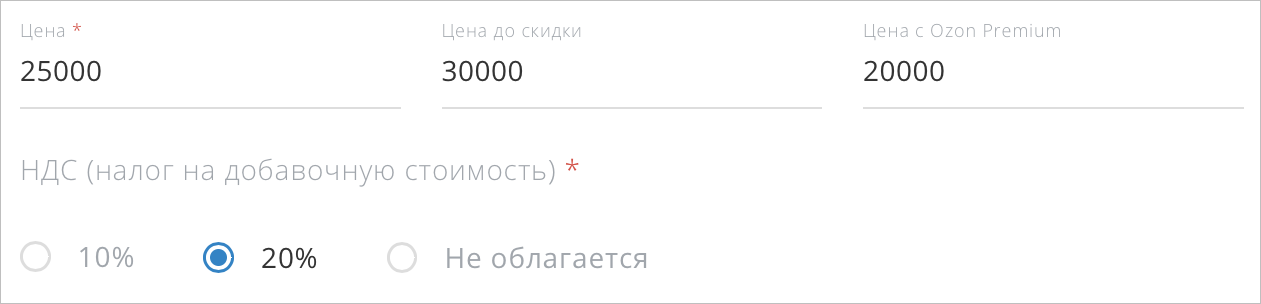 Цена * Цена до скидки Цена с Ozon Premium
25000 30000 20000
НДС (налог на добавочную стоимость) *
10% 20% Не облагается